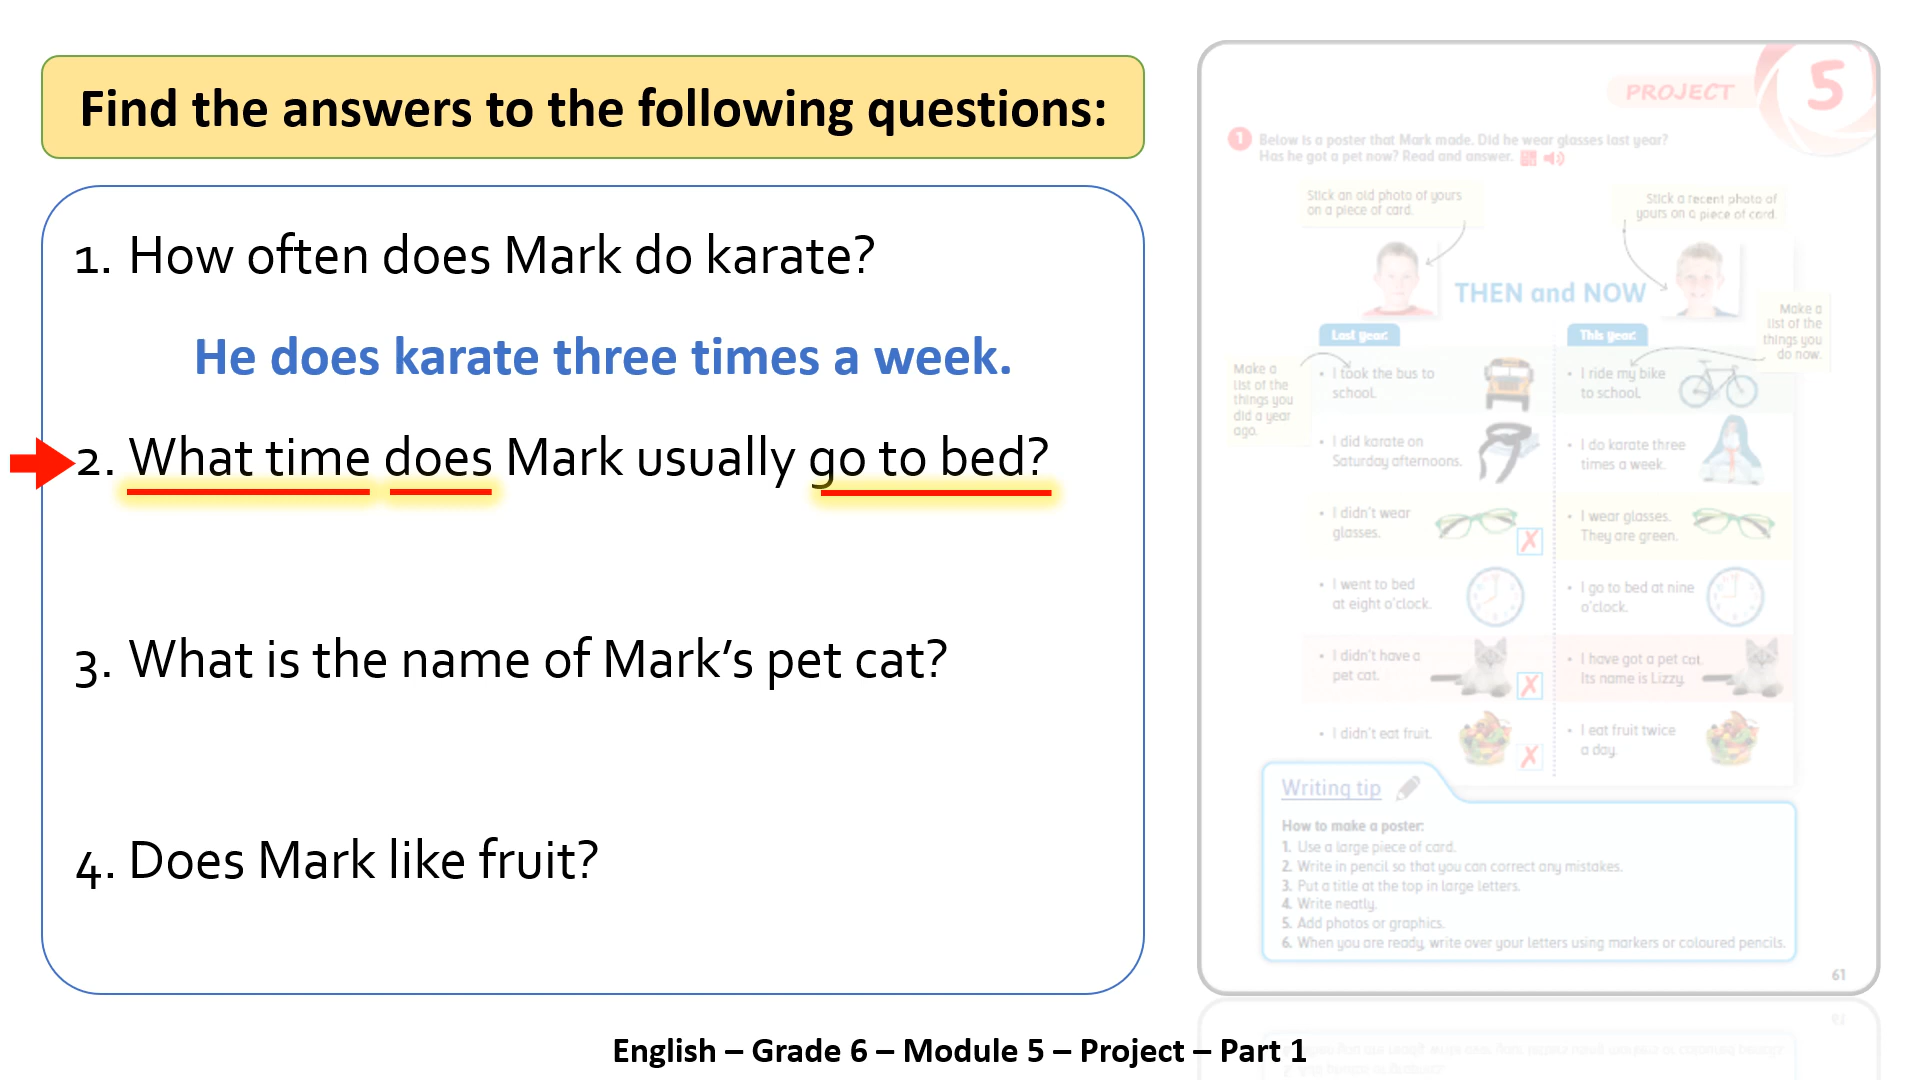 Find the answers to the following questions:
1. How often does Mark do karate?
He does karate three times a week.
2. What time does Mark usually go to bed?
3. What is the name of Mark’s pet cat?
4. Does Mark like fruit?
PROJECT 5
1 Below is a poster that Mark made. Did he wear glasses last year?
Has he got a pet now? Read and answer.
Stick an old photo of yours
on a piece of card.
Stick a recent photo of
yours on a piece of card.
THEN and NOW
Make a
list of the
things you
do now.
Last year:
This year:
Make a
list of the
things you
did a year
ago.
• I took the bus to
school.
• I ride my bike
to school.
• I did karate on
Saturday afternoons.
• I do karate three
times a week.
• I didn’t wear
glasses.
• I wear glasses.
They are green.
• I went to bed
at eight o’clock.
• I go to bed at nine
o’clock.
• I didn’t have a
pet cat.
• I have got a pet cat.
Its name is Lizzy.
• I didn’t eat fruit.
• I eat fruit twice
a day.
Writing tip
How to make a poster:
1. Use a large piece of card.
2. Write in pencil so that you can correct any mistakes.
3. Put a title at the top in large letters.
4. Write neatly.
5. Add photos or graphics.
6. When you are ready, write over your letters using markers or coloured pencils.
61
English – Grade 6 – Module 5 – Project – Part 1